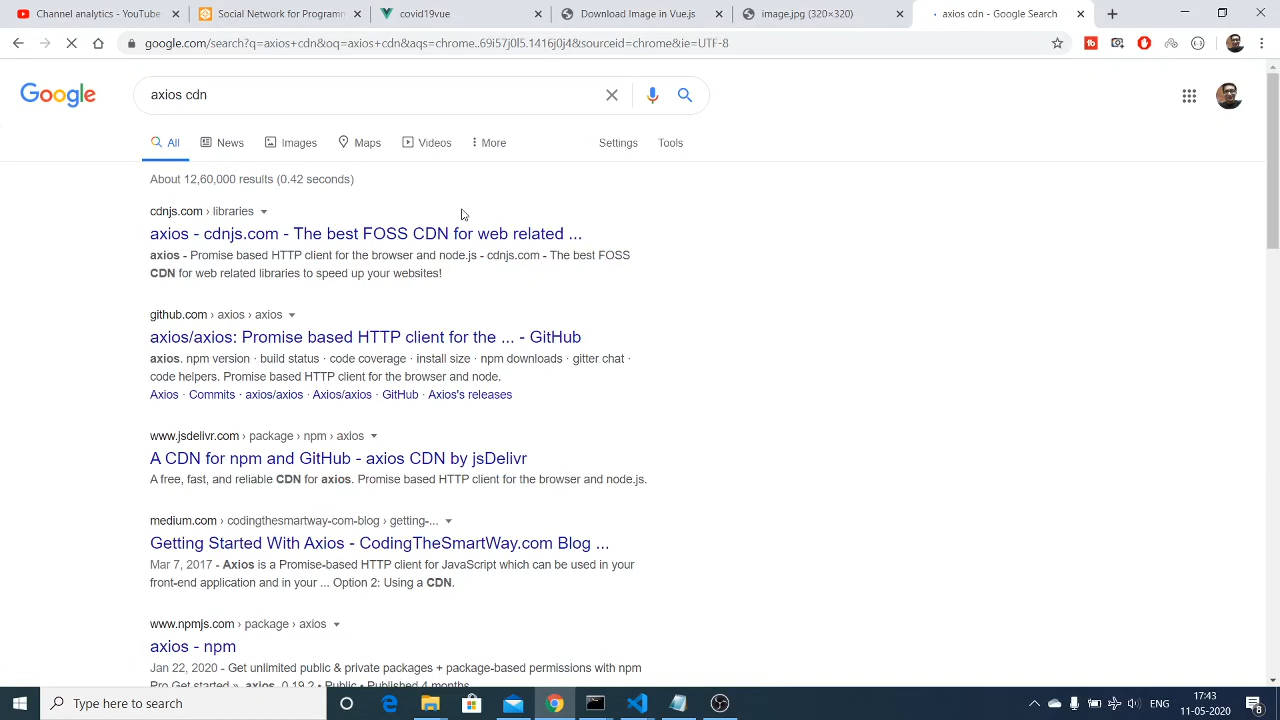 Channel analytics - YouTube
Social Network for Programm
covid19vue
Download Image in Vue.js
image.jpg (320×320)
axios cdn - Google Search
google.com/search?q=axios+cdn&oq=axios+cdn&aqs=chrome..69i57j0l5.1416j0j4&sourceid=chrome&ie=UTF-8
Google
axios cdn
All
News
Images
Maps
Videos
More
Settings
Tools
About 12,60,000 results (0.42 seconds)
cdnjs.com › libraries
axios - cdnjs.com - The best FOSS CDN for web related ...
axios - Promise based HTTP client for the browser and node.js - cdnjs.com - The best FOSS
CDN for web related libraries to speed up your websites!
github.com › axios › axios
axios/axios: Promise based HTTP client for the ... - GitHub
axios. npm version · build status · code coverage · install size · npm downloads · gitter chat ·
code helpers. Promise based HTTP client for the browser and node.
Axios · Commits · axios/axios · Axios/axios · GitHub · Axios's releases
www.jsdelivr.com › package › npm › axios
A CDN for npm and GitHub - axios CDN by jsDelivr
A free, fast, and reliable CDN for axios. Promise based HTTP client for the browser and node.js.
medium.com › codingthesmartway-com-blog › getting-...
Getting Started With Axios - CodingTheSmartWay.com Blog ...
Mar 7, 2017 - Axios is a Promise-based HTTP client for JavaScript which can be used in your
front-end application and in your ... Option 2: Using a CDN.
www.npmjs.com › package › axios
axios - npm
Jan 22, 2020 - Get unlimited public & private packages + package-based permissions with npm
Pro.Get started ». axios. 0.19.2 • Public • Published 4 months
Type here to search
ENG
17:43
11-05-2020
8